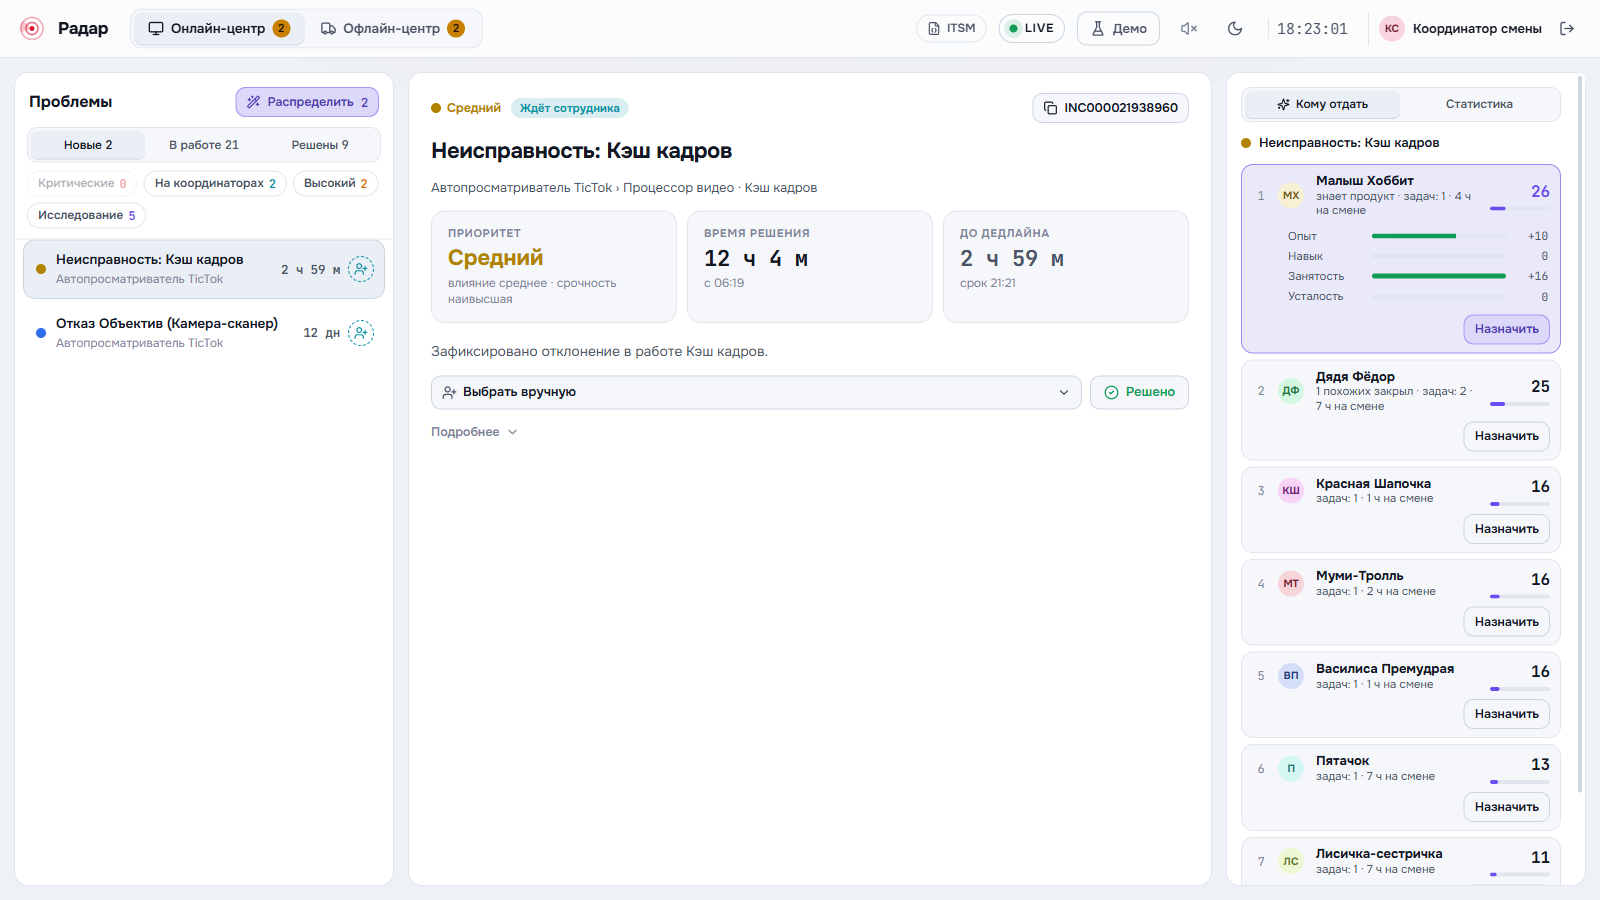 Радар
Онлайн-центр 2
Офлайн-центр 2
ITSM
LIVE
Демо
18:23:01
КС Координатор смены
Проблемы
Распределить 2
Новые 2
В работе 21
Решены 9
Критические 0
На координаторах 2
Высокий 2
Исследование 5
Неисправность: Кэш кадров
Автопросматриватель TicTok
2 ч 59 м
Отказ Объектив (Камера-сканер)
Автопросматриватель TicTok
12 дн
Средний
Ждёт сотрудника
INC000021938960
Неисправность: Кэш кадров
Автопросматриватель TicTok › Процессор видео · Кэш кадров
ПРИОРИТЕТ
Средний
влияние среднее · срочность
наивысшая
ВРЕМЯ РЕШЕНИЯ
12 ч 4 м
с 06:19
ДО ДЕДЛАЙНА
2 ч 59 м
срок 21:21
Зафиксировано отклонение в работе Кэш кадров.
Выбрать вручную
Решено
Подробнее
Кому отдать
Статистика
Неисправность: Кэш кадров
1 МХ Малыш Хоббит 26
знает продукт · задач: 1 · 4 ч
на смене
Опыт +10
Навык 0
Занятость +16
Усталость 0
Назначить
2 ДФ Дядя Фёдор 25
1 похожих закрыл · задач: 2 ·
7 ч на смене
Назначить
3 КШ Красная Шапочка 16
задач: 1 · 1 ч на смене
Назначить
4 МТ Муми-Тролль 16
задач: 1 · 2 ч на смене
Назначить
5 ВП Василиса Премудрая 16
задач: 1 · 1 ч на смене
Назначить
6 П Пятачок 13
задач: 1 · 7 ч на смене
Назначить
7 ЛС Лисичка-сестричка 11
задач: 1 · 7 ч на смене